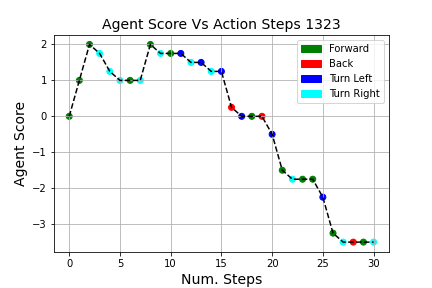 Agent Score Vs Action Steps 1323
Agent Score
2
1
0
−1
−2
−3
Forward
Back
Turn Left
Turn Right
0 5 10 15 20 25 30
Num. Steps